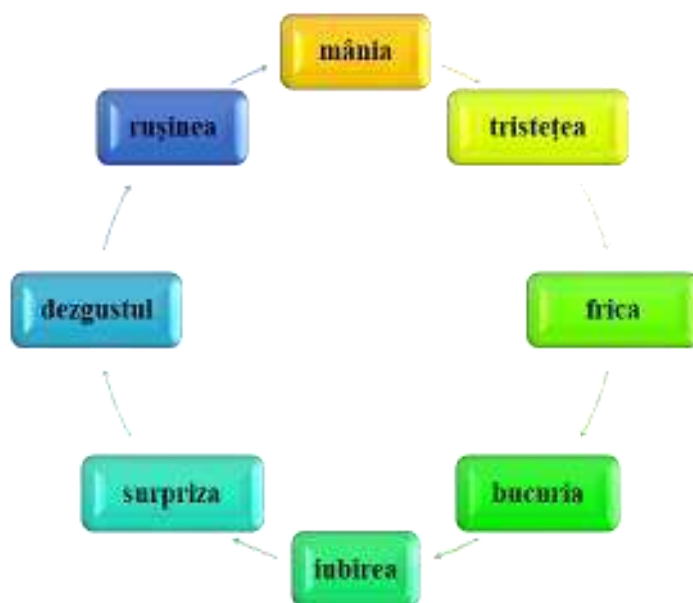 mânia
tristețea
frica
bucuria
iubirea
surpriza
dezgustul
rușinea